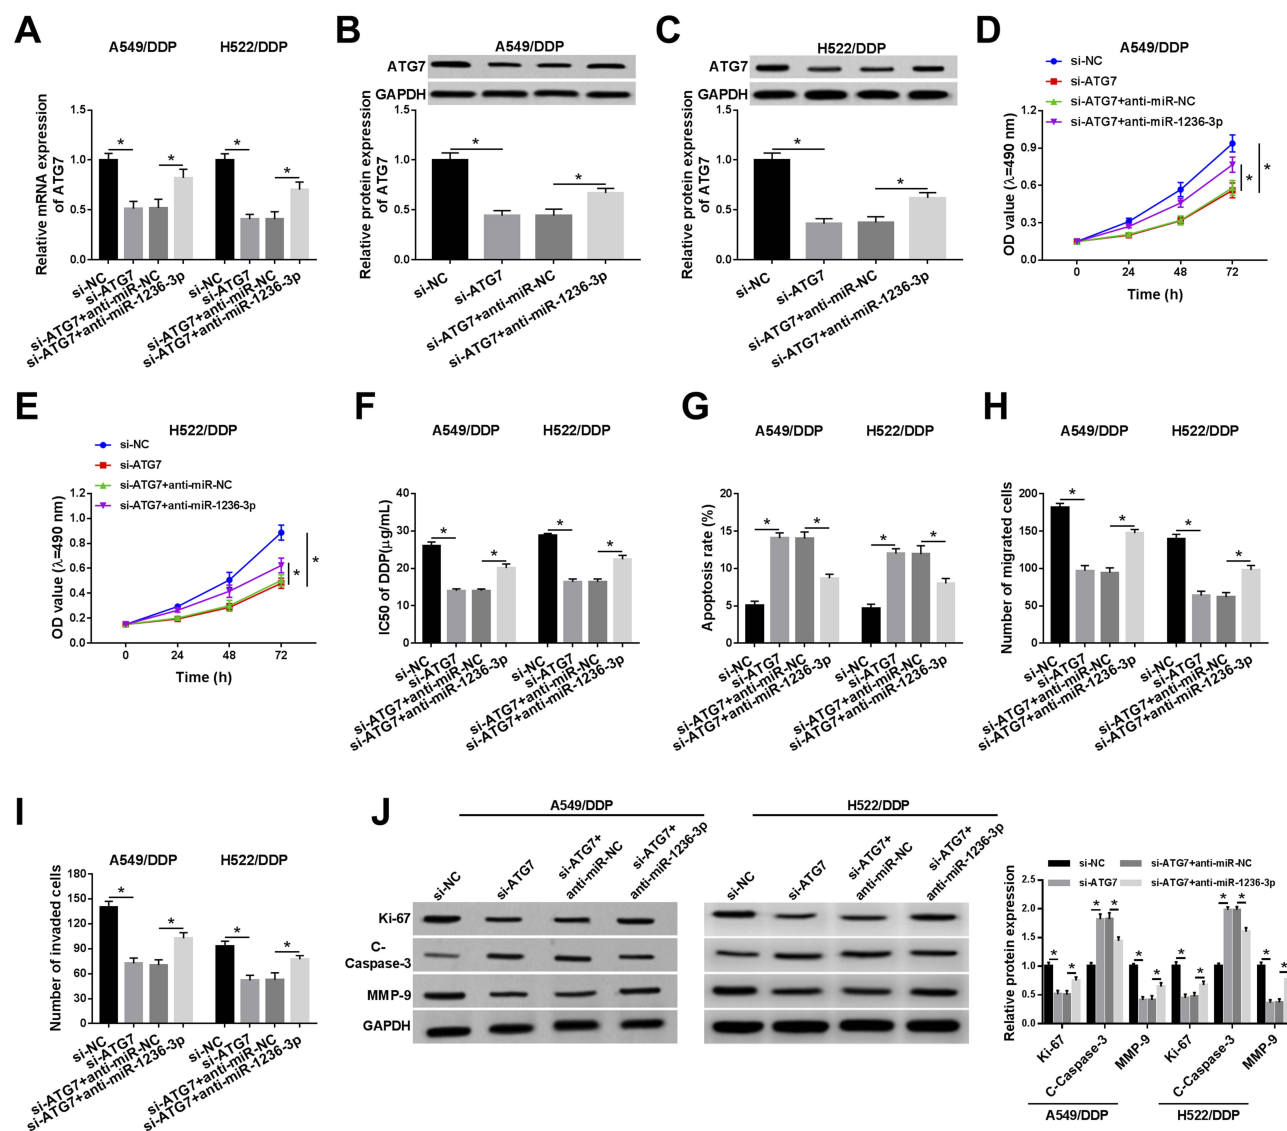 A
A549/DDP
H522/DDP
Relative mRNA expression
of ATG7
1.5
1.0
0.5
0.0
*
*
*
*
si-NC
si-ATG7
si-ATG7+anti-miR-NC
si-ATG7+anti-miR-1236-3p
si-NC
si-ATG7
si-ATG7+anti-miR-NC
si-ATG7+anti-miR-1236-3p
B
A549/DDP
ATG7
GAPDH
Relative protein expression
of ATG7
1.5
1.0
0.5
0.0
*
*
si-NC
si-ATG7
si-ATG7+anti-miR-NC
si-ATG7+anti-miR-1236-3p
C
H522/DDP
ATG7
GAPDH
Relative protein expression
of ATG7
1.5
1.0
0.5
0.0
*
*
si-NC
si-ATG7
si-ATG7+anti-miR-NC
si-ATG7+anti-miR-1236-3p
D
A549/DDP
si-NC
si-ATG7
si-ATG7+anti-miR-NC
si-ATG7+anti-miR-1236-3p
OD value (λ=490 nm)
1.2
0.9
0.6
0.3
0.0
*
*
0 24 48 72
Time (h)
E
H522/DDP
si-NC
si-ATG7
si-ATG7+anti-miR-NC
si-ATG7+anti-miR-1236-3p
OD value (λ=490 nm)
1.2
1.0
0.8
0.6
0.4
0.2
0.0
*
*
0 24 48 72
Time (h)
F
A549/DDP
H522/DDP
IC50 of DDP(μg/mL)
40
30
20
10
0
*
*
*
*
si-NC
si-ATG7
si-ATG7+anti-miR-NC
si-ATG7+anti-miR-1236-3p
si-NC
si-ATG7
si-ATG7+anti-miR-NC
si-ATG7+anti-miR-1236-3p
G
A549/DDP
H522/DDP
Apoptosis rate (%)
20
15
10
5
0
*
*
*
*
si-NC
si-ATG7
si-ATG7+anti-miR-NC
si-ATG7+anti-miR-1236-3p
si-NC
si-ATG7
si-ATG7+anti-miR-NC
si-ATG7+anti-miR-1236-3p
H
A549/DDP
H522/DDP
Number of migrated cells
200
150
100
50
0
*
*
*
*
si-NC
si-ATG7
si-ATG7+anti-miR-NC
si-ATG7+anti-miR-1236-3p
si-NC
si-ATG7
si-ATG7+anti-miR-NC
si-ATG7+anti-miR-1236-3p
I
A549/DDP
H522/DDP
Number of invaded cells
180
150
120
90
60
30
0
*
*
*
*
si-NC
si-ATG7
si-ATG7+anti-miR-NC
si-ATG7+anti-miR-1236-3p
si-NC
si-ATG7
si-ATG7+anti-miR-NC
si-ATG7+anti-miR-1236-3p
J
A549/DDP
H522/DDP
si-NC
si-ATG7
si-ATG7+
anti-miR-NC
si-ATG7+
anti-miR-1236-3p
si-NC
si-ATG7
si-ATG7+
anti-miR-NC
si-ATG7+
anti-miR-1236-3p
Ki-67
C-
Caspase-3
MMP-9
GAPDH
si-NC
si-ATG7+anti-miR-NC
si-ATG7
si-ATG7+anti-miR-1236-3p
Relative protein expression
2.5
2.0
1.5
1.0
0.5
0.0
* * * * * *
* * * * * *
Ki-67
C-Caspase-3
MMP-9
Ki-67
C-Caspase-3
MMP-9
A549/DDP
H522/DDP